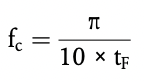 f_c = π / (10 × t_F)